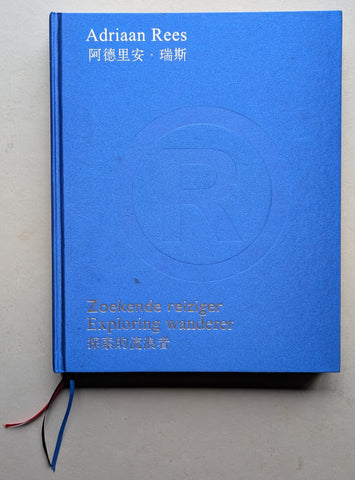 Adriaan Rees
阿德里安·瑞斯
R
Zoekende reiziger
Exploring wanderer
探索的流浪者